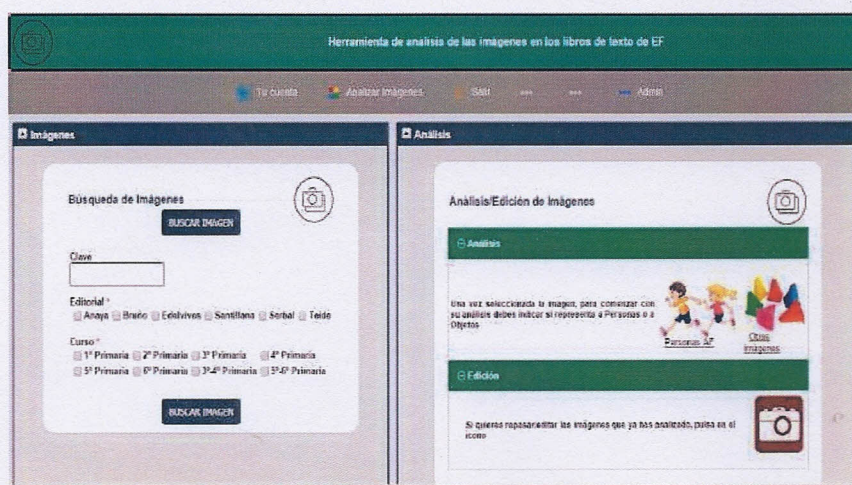 Herramienta de análisis de las imágenes en los libros de texto de EF
Tu cuenta Analizar Imágenes Salir Admin
Imágenes
Búsqueda de Imágenes
BUSCAR IMAGEN
Clave
Editorial *
Anaya Bruño Edelvives Santillana Serbal Teide
Curso *
1º Primaria 2º Primaria 3º Primaria 4º Primaria
5º Primaria 6º Primaria 3º-4º Primaria 5º-6º Primaria
BUSCAR IMAGEN
Análisis
Análisis/Edición de Imágenes
Análisis
Una vez seleccionada la imagen, para comenzar con
su análisis debes indicar si representa a Personas o a
Objetos
Personas AF
Otras
imágenes
Edición
Si quieres repasar/editar las imágenes que ya has analizado, pulsa en el
icono